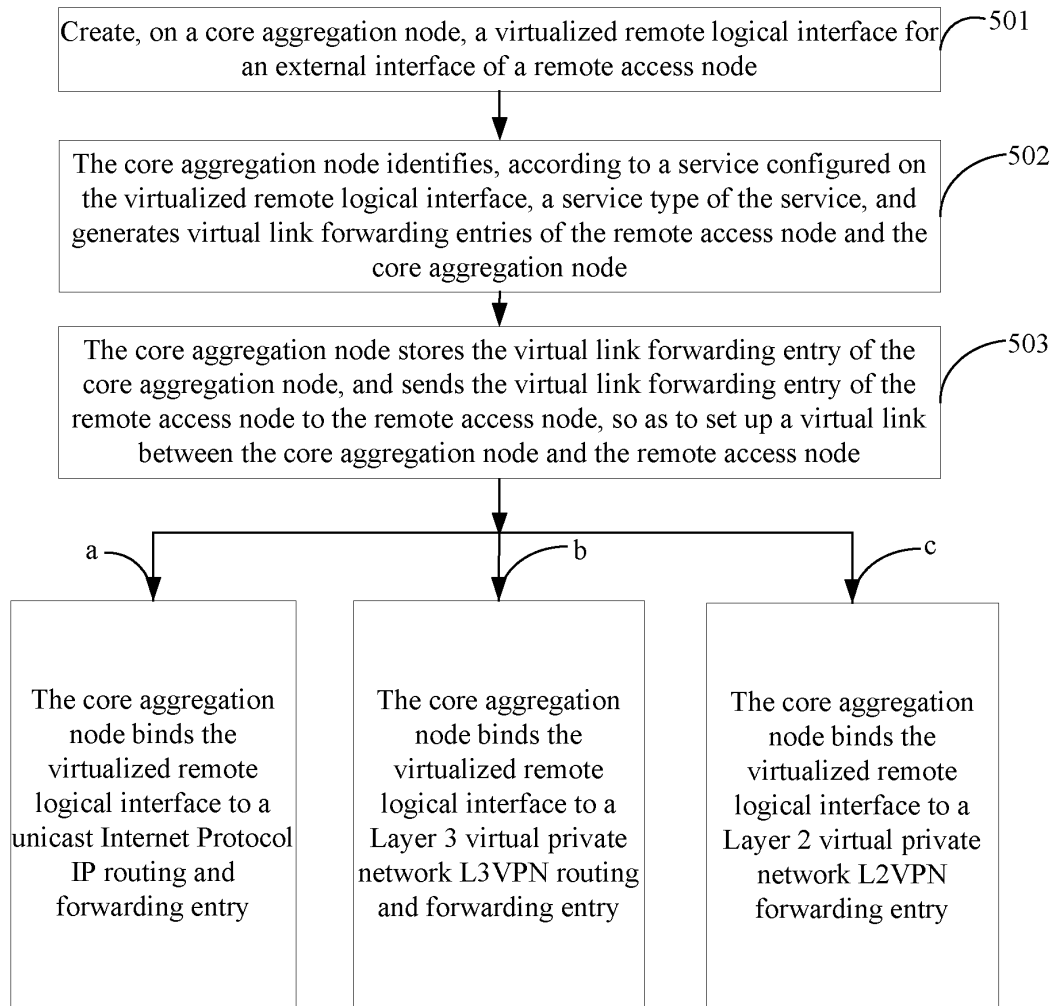 Create, on a core aggregation node, a virtualized remote logical interface for
an external interface of a remote access node
501
The core aggregation node identifies, according to a service configured on
the virtualized remote logical interface, a service type of the service, and
generates virtual link forwarding entries of the remote access node and the
core aggregation node
502
The core aggregation node stores the virtual link forwarding entry of the
core aggregation node, and sends the virtual link forwarding entry of the
remote access node to the remote access node, so as to set up a virtual link
between the core aggregation node and the remote access node
503
a
b
c
The core aggregation
node binds the
virtualized remote
logical interface to a
unicast Internet Protocol
IP routing and
forwarding entry
The core aggregation
node binds the
virtualized remote
logical interface to a
Layer 3 virtual private
network L3VPN routing
and forwarding entry
The core aggregation
node binds the
virtualized remote
logical interface to a
Layer 2 virtual private
network L2VPN
forwarding entry